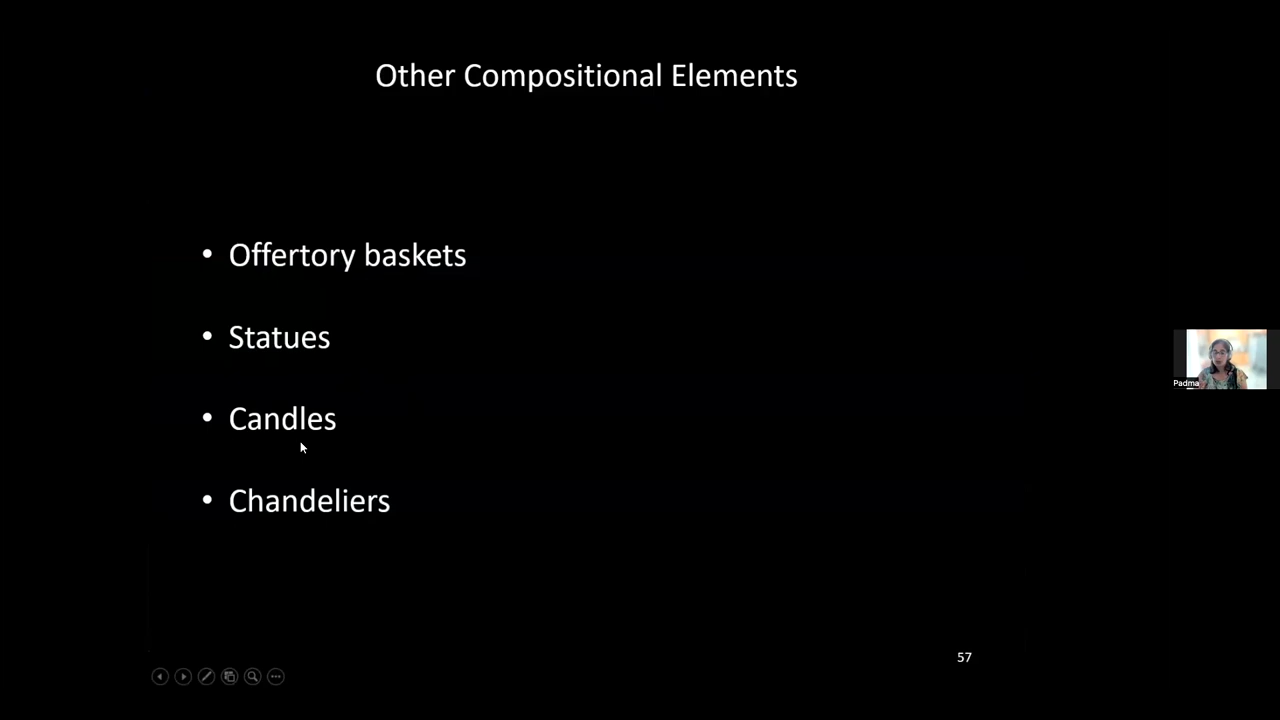 Other Compositional Elements
• Offertory baskets
• Statues
• Candles
• Chandeliers
Padma
57